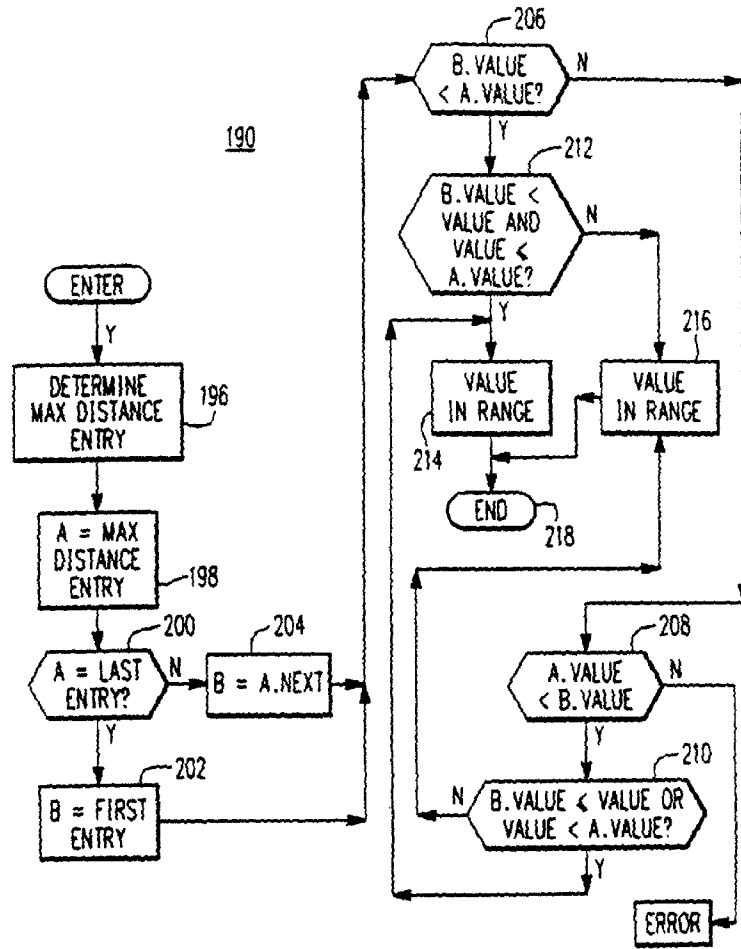 190
ENTER
Y
DETERMINE
MAX DISTANCE
ENTRY
196
A = MAX
DISTANCE
ENTRY
198
200
A = LAST
ENTRY?
N
Y
204
B = A.NEXT
202
B = FIRST
ENTRY
206
B.VALUE
< A.VALUE?
N
Y
212
B.VALUE <
VALUE AND
VALUE ⩽
A.VALUE?
N
Y
214
VALUE
IN RANGE
216
VALUE
IN RANGE
END
218
208
A.VALUE
< B.VALUE
N
Y
210
B.VALUE ⩽ VALUE OR
VALUE < A.VALUE?
N
Y
ERROR